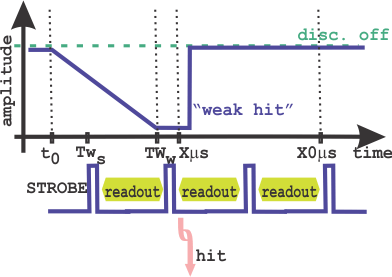 disc. off
amplitude
"weak hit"
t0 Tws TWw Xμs X0μs time
STROBE readout readout readout
hit